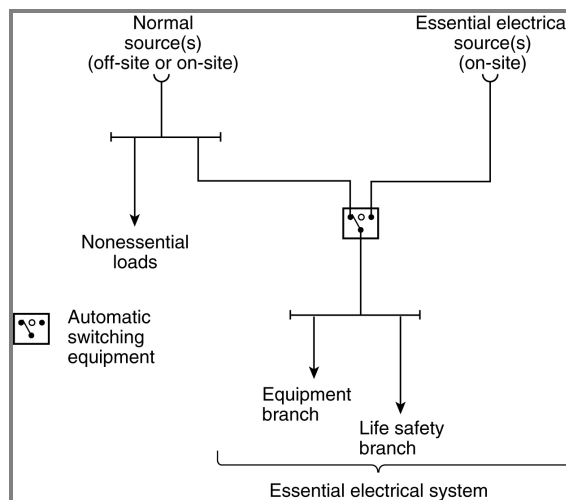 Normal
source(s)
(off-site or on-site)
Essential electrical
source(s)
(on-site)
Nonessential
loads
Automatic
switching
equipment
Equipment
branch
Life safety
branch
Essential electrical system